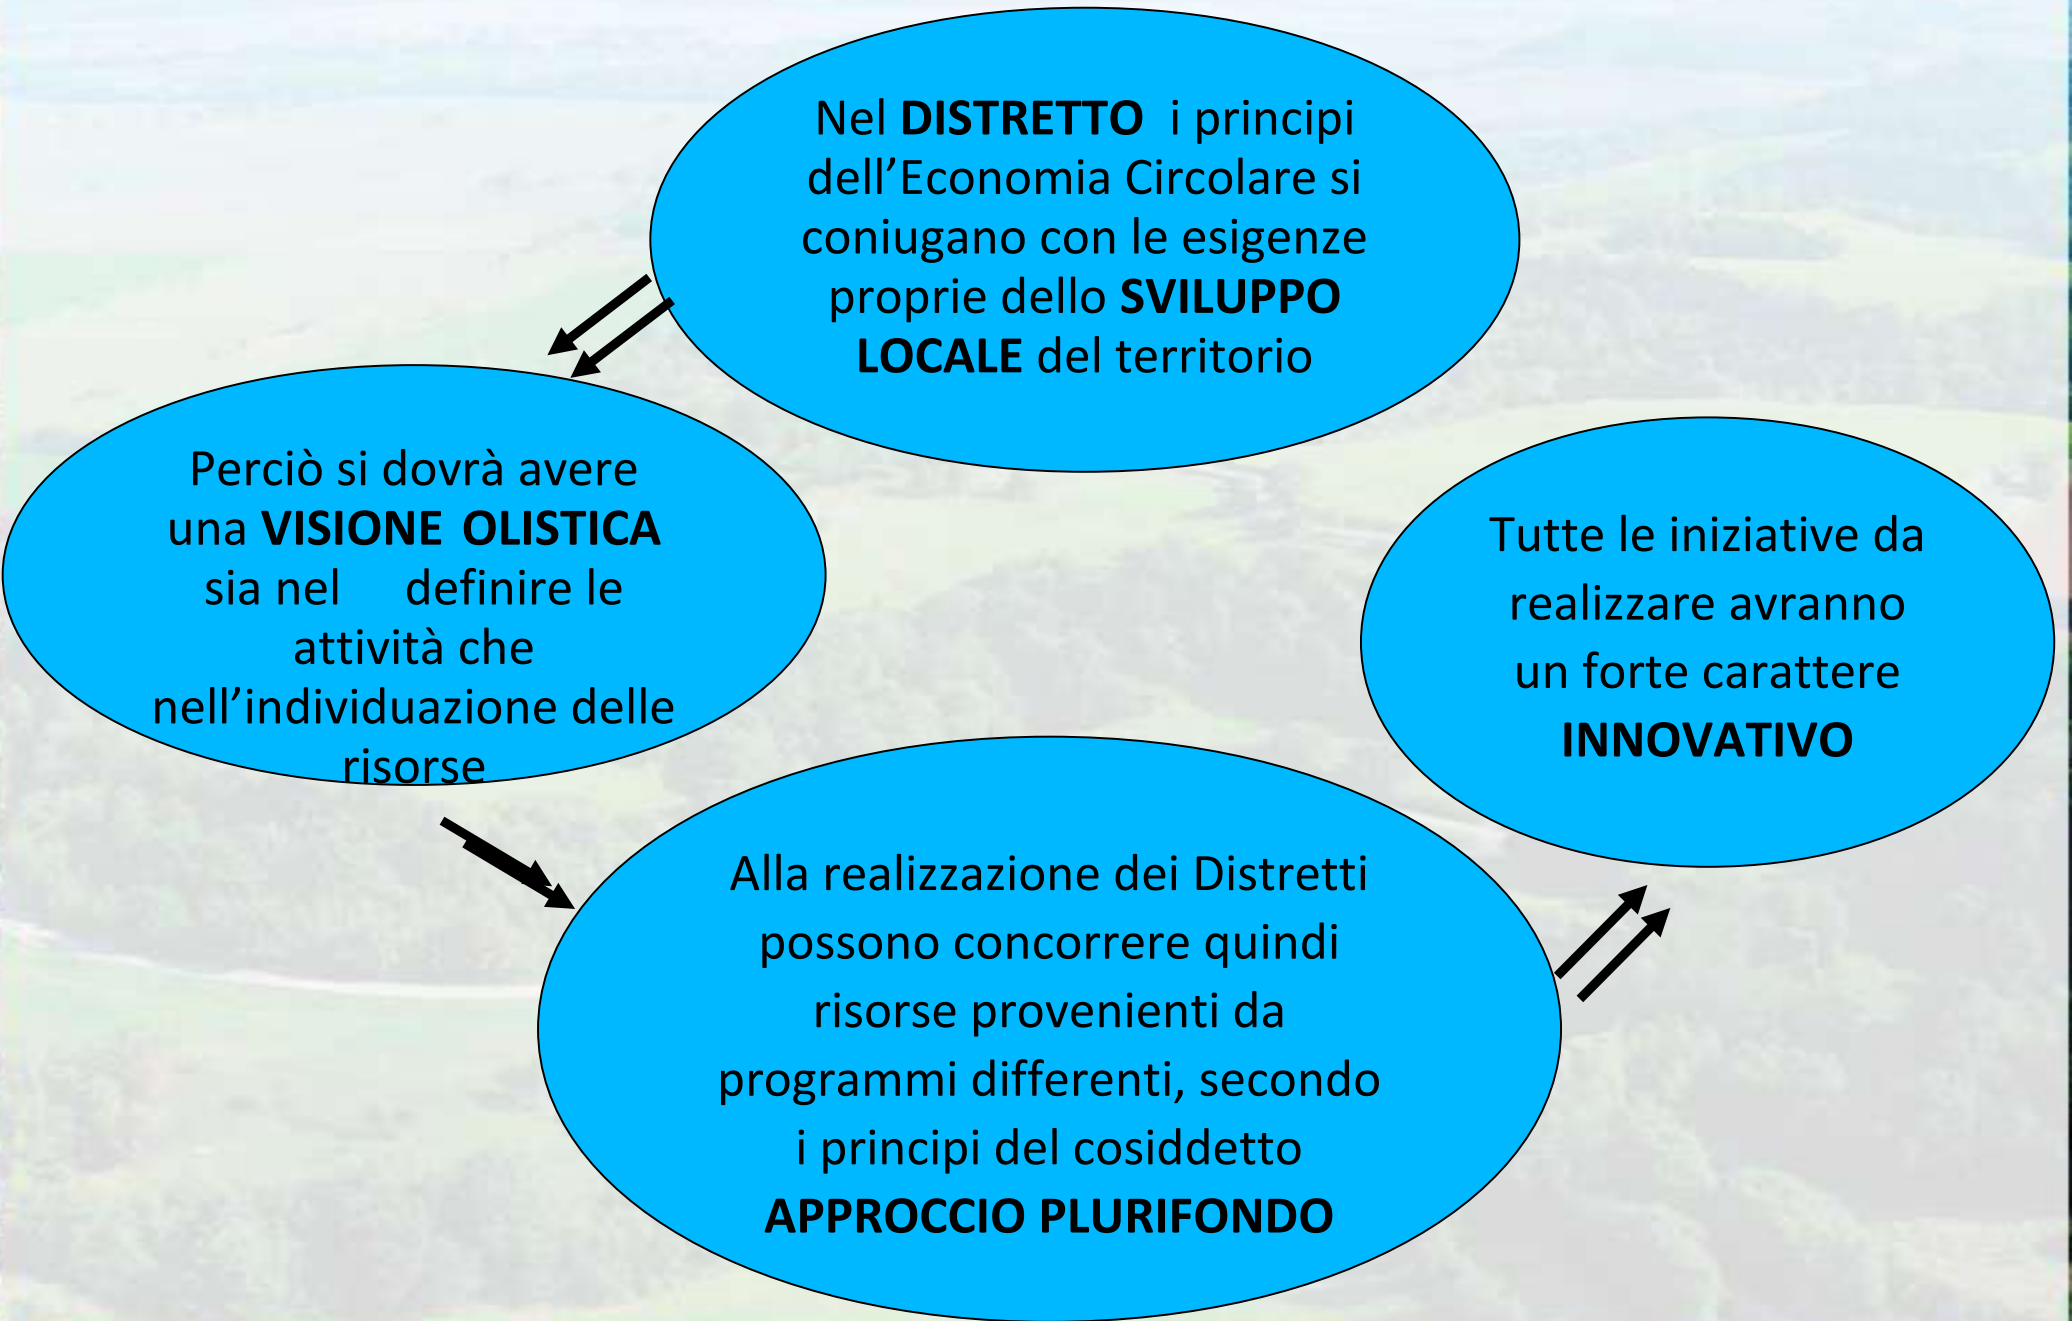 Nel DISTRETTO i principi
dell’Economia Circolare si
coniugano con le esigenze
proprie dello SVILUPPO
LOCALE del territorio
Perciò si dovrà avere
una VISIONE OLISTICA
sia nel definire le
attività che
nell’individuazione delle
risorse
Alla realizzazione dei Distretti
possono concorrere quindi
risorse provenienti da
programmi differenti, secondo
i principi del cosiddetto
APPROCCIO PLURIFONDO
Tutte le iniziative da
realizzare avranno
un forte carattere
INNOVATIVO